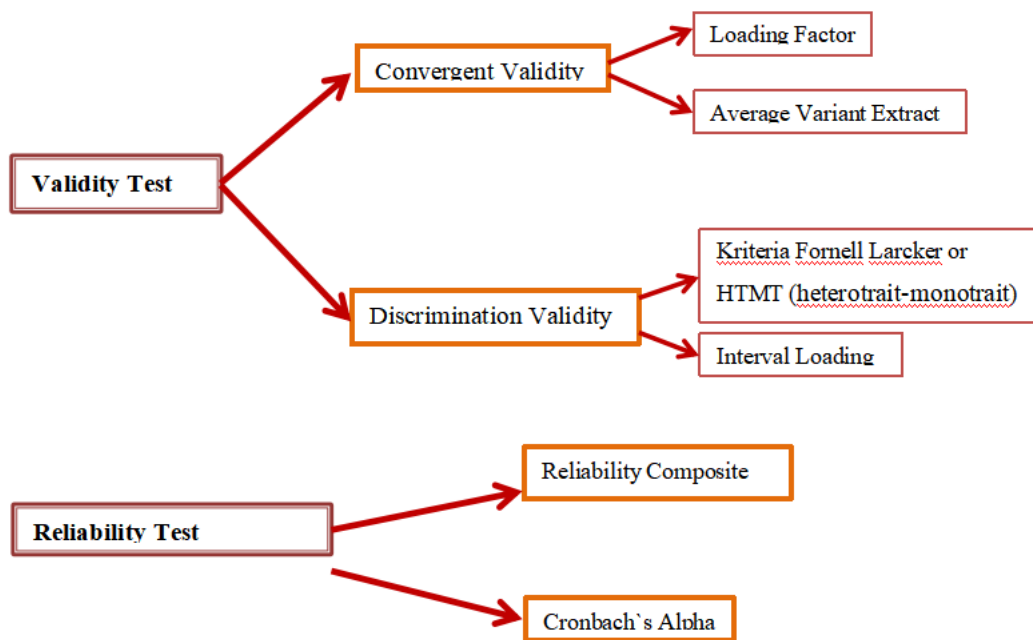 Loading Factor
Convergent Validity
Average Variant Extract
Validity Test
Kriteria Fornell Larcker or
HTMT (heterotrait-monotrait)
Discrimination Validity
Interval Loading
Reliability Composite
Reliability Test
Cronbach`s Alpha